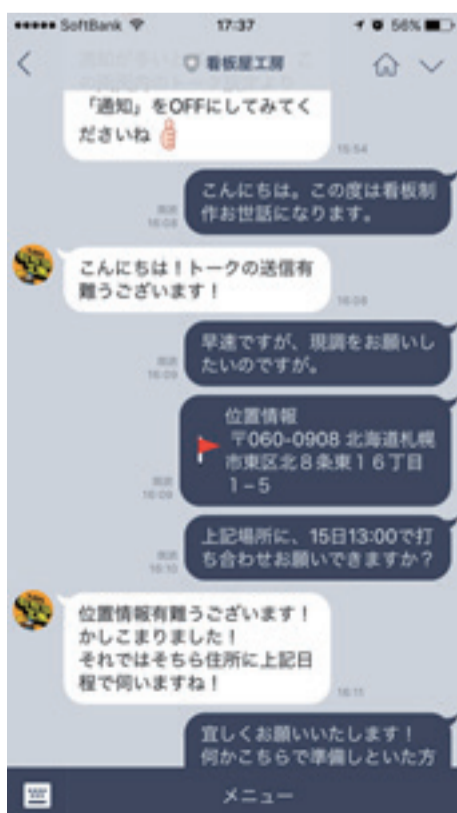 SoftBank 17:37 56%
看板屋工房
「通知」をOFFにしてみてく
ださいね
15:54
こんにちは。この度は看板制
作お世話になります。
既読
16:08
こんにちは！トークの送信有
難うございます！
16:08
早速ですが、現調をお願いし
たいのですが。
既読
16:09
位置情報
〒060-0908 北海道札幌
市東区北８条東１６丁目
１−５
既読
16:09
上記場所に、15日13:00で打
ち合わせお願いできますか？
既読
16:10
位置情報有難うございます！
かしこまりました！
それではそちら住所に上記日
程で伺いますね！
16:11
宜しくお願いいたします！
何かこちらで準備しといた方
メニュー